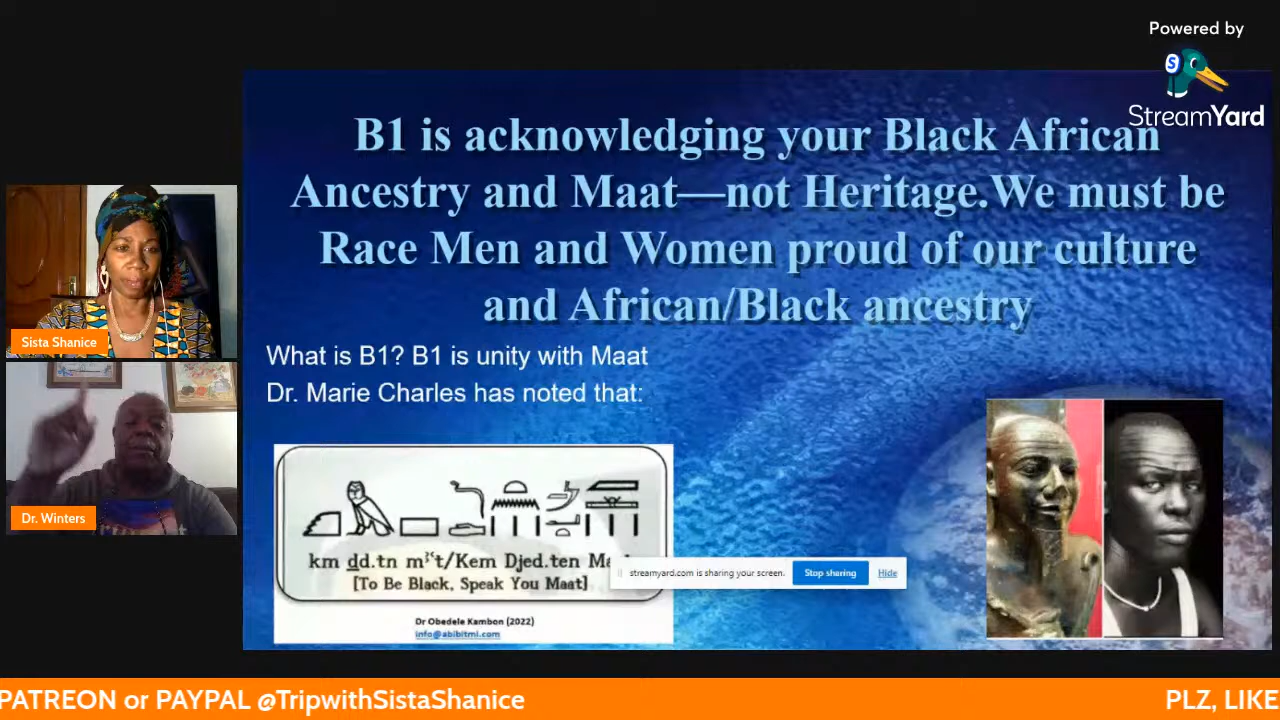 Powered by
S
StreamYard
B1 is acknowledging your Black African
Ancestry and Maat—not Heritage.We must be
Race Men and Women proud of our culture
and African/Black ancestry
What is B1? B1 is unity with Maat
Dr. Marie Charles has noted that:
Sista Shanice
Dr. Winters
km ḏd.tn mꜣꜥt/Kem Djed.ten Ma
[To Be Black, Speak You Maat]
Dr Obedele Kambon (2022)
info@abibitumi.com
streamyard.com is sharing your screen.
Stop sharing
Hide
PATREON or PAYPAL @TripwithSistaShanice
PLZ, LIKE